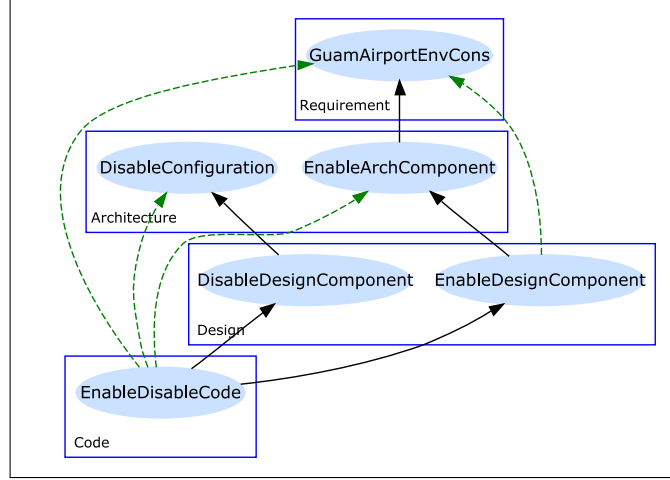 GuamAirportEnvCons
Requirement
DisableConfiguration
EnableArchComponent
Architecture
DisableDesignComponent
EnableDesignComponent
Design
EnableDisableCode
Code